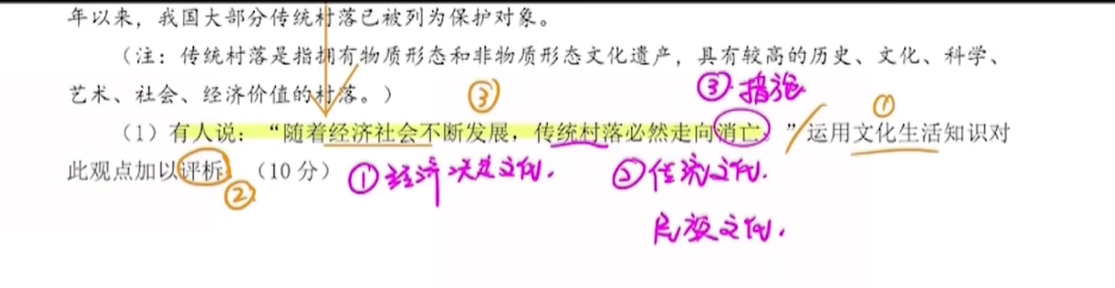 年以来，我国大部分传统村落已被列为保护对象。
（注：传统村落是指拥有物质形态和非物质形态文化遗产，具有较高的历史、文化、科学、
艺术、社会、经济价值的村落。）
③ ③措施 ①
（1）有人说：“随着经济社会不断发展，传统村落必然走向消亡。”运用文化生活知识对
此观点加以评析。（10 分）①经济决定文化. ②传统文化.
②
民族文化.